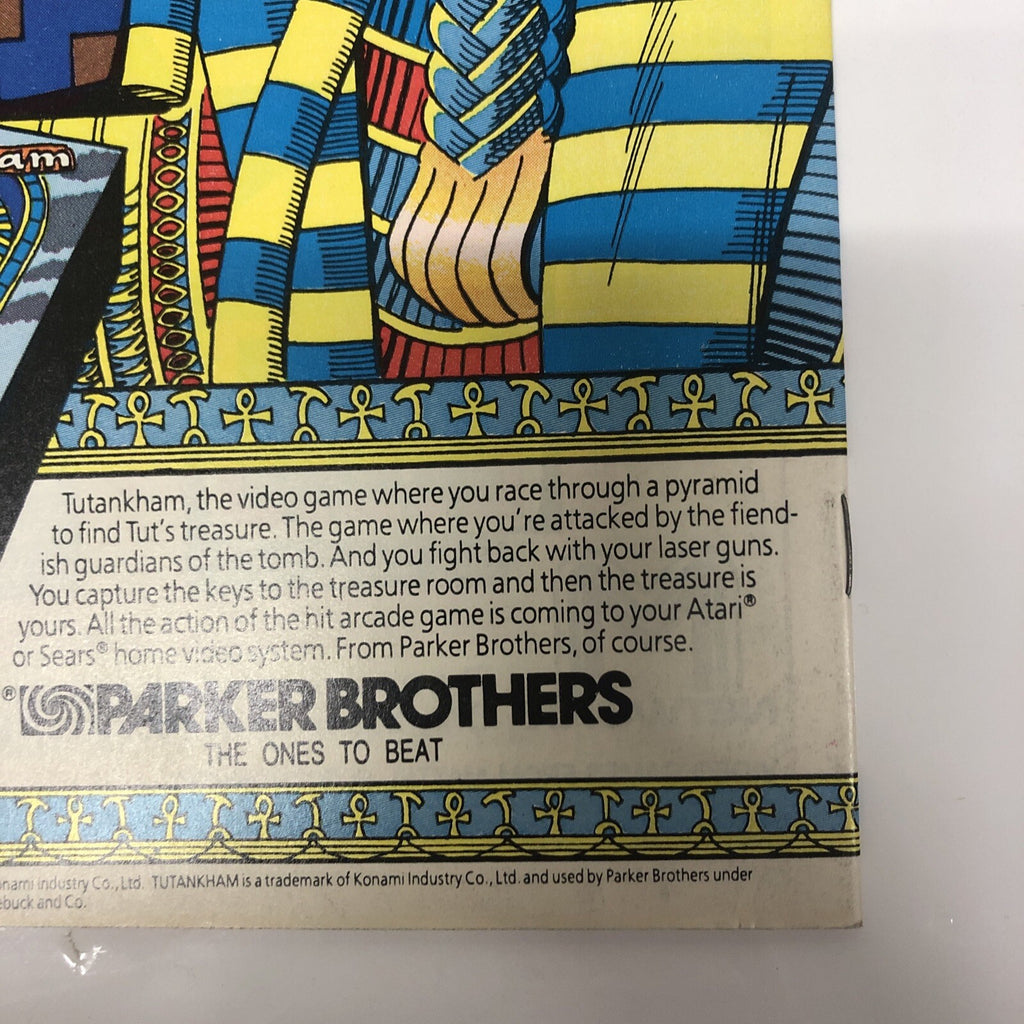 am
Tutankham, the video game where you race through a pyramid
to find Tut's treasure. The game where you're attacked by the fiend-
ish guardians of the tomb. And you fight back with your laser guns.
You capture the keys to the treasure room and then the treasure is
yours. All the action of the hit arcade game is coming to your Atari®
or Sears® home video system. From Parker Brothers, of course.
® PARKER BROTHERS
THE ONES TO BEAT
nami Industry Co., Ltd. TUTANKHAM is a trademark of Konami Industry Co., Ltd. and used by Parker Brothers under
ebuck and Co.